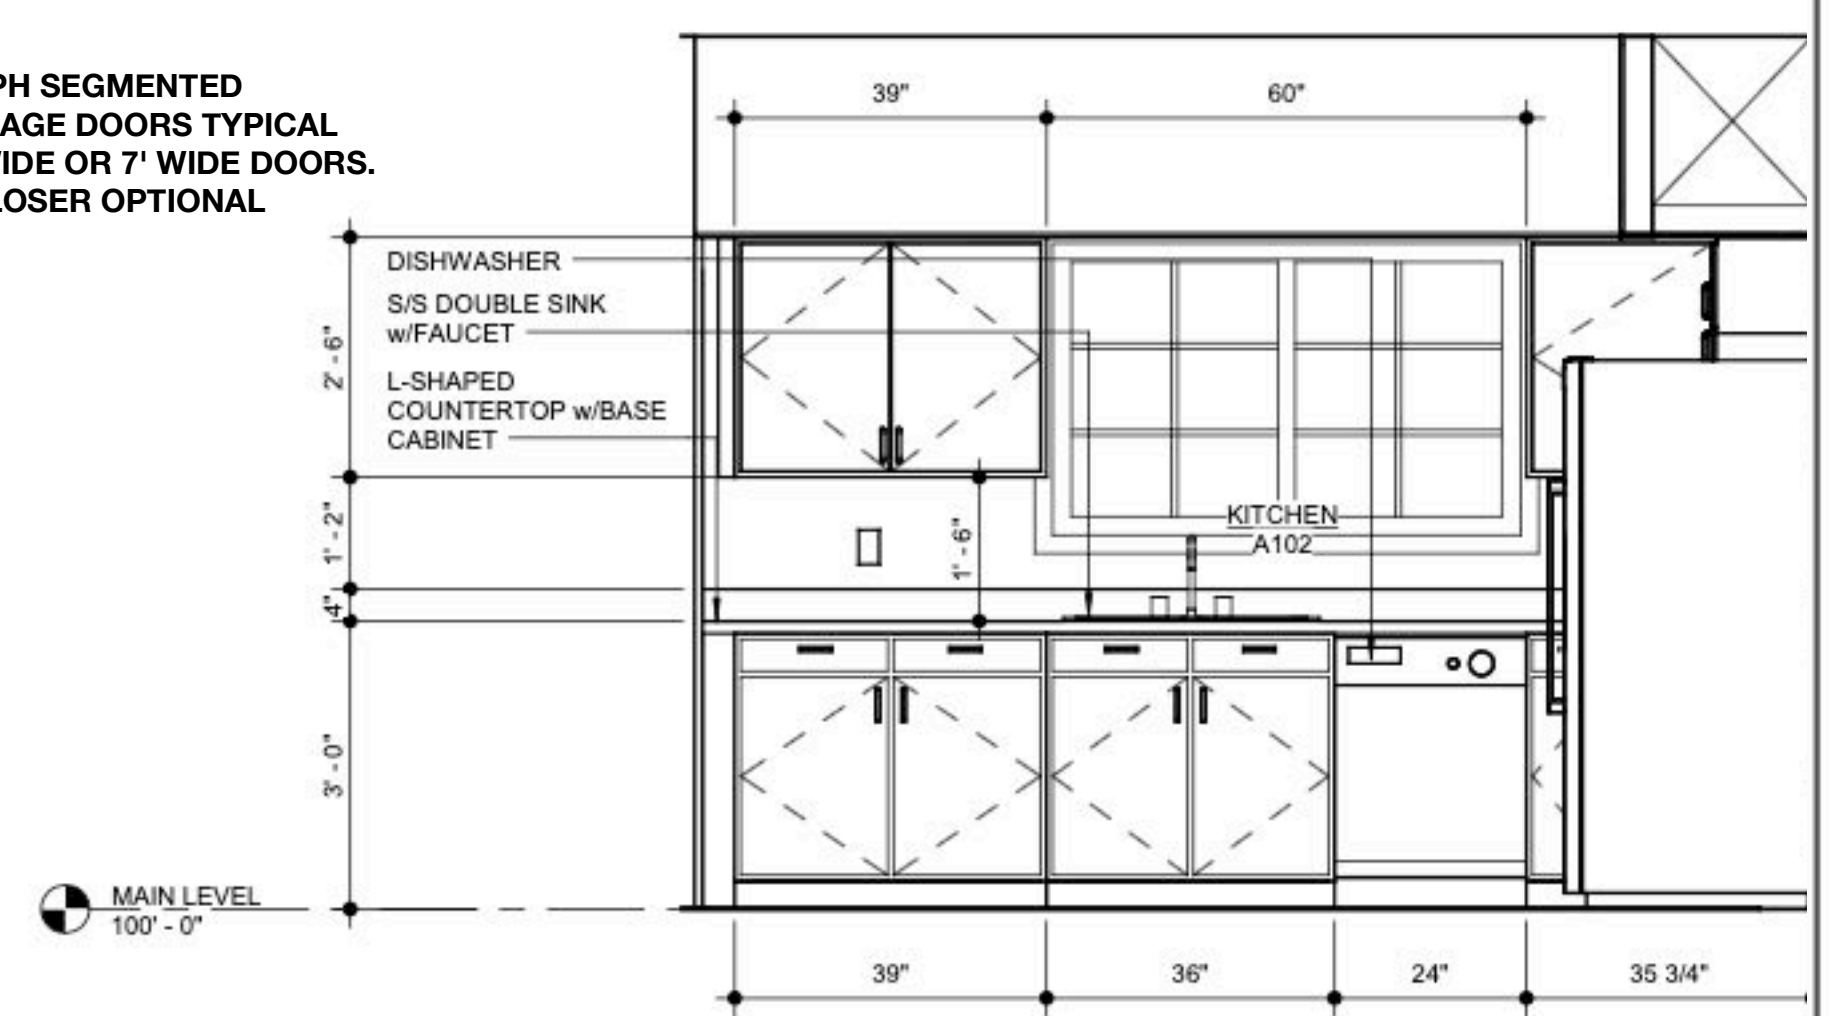 PH SEGMENTED
AGE DOORS TYPICAL
WIDE OR 7' WIDE DOORS.
LOSER OPTIONAL
39"
60"
DISHWASHER
S/S DOUBLE SINK
w/FAUCET
L-SHAPED
COUNTERTOP w/BASE
CABINET
2' - 6"
1' - 2"
4"
3' - 0"
1' - 6"
KITCHEN
A102
MAIN LEVEL
100' - 0"
39"
36"
24"
35 3/4"